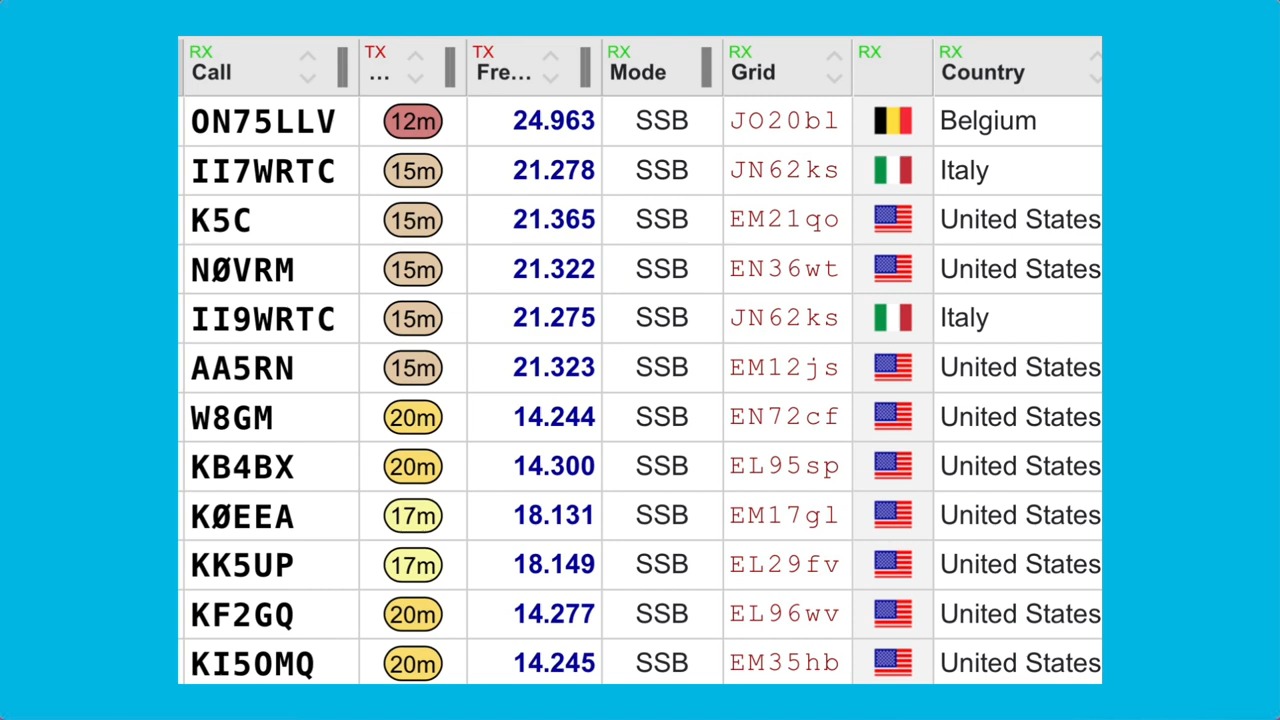 RX TX TX RX RX RX RX
Call ... Fre... Mode Grid Country
ON75LLV 12m 24.963 SSB JO20bl Belgium
II7WRTC 15m 21.278 SSB JN62ks Italy
K5C 15m 21.365 SSB EM21qo United States
NØVRM 15m 21.322 SSB EN36wt United States
II9WRTC 15m 21.275 SSB JN62ks Italy
AA5RN 15m 21.323 SSB EM12js United States
W8GM 20m 14.244 SSB EN72cf United States
KB4BX 20m 14.300 SSB EL95sp United States
KØEEA 17m 18.131 SSB EM17gl United States
KK5UP 17m 18.149 SSB EL29fv United States
KF2GQ 20m 14.277 SSB EL96wv United States
KI5OMQ 20m 14.245 SSB EM35hb United States